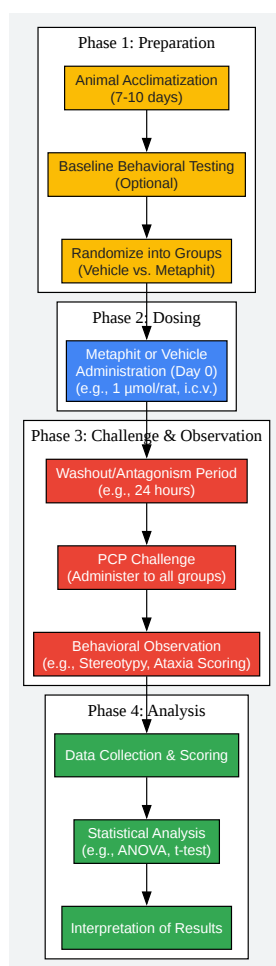 Phase 1: Preparation
Animal Acclimatization
(7-10 days)
Baseline Behavioral Testing
(Optional)
Randomize into Groups
(Vehicle vs. Metaphit)
Phase 2: Dosing
Metaphit or Vehicle
Administration (Day 0)
(e.g., 1 µmol/rat, i.c.v.)
Phase 3: Challenge & Observation
Washout/Antagonism Period
(e.g., 24 hours)
PCP Challenge
(Administer to all groups)
Behavioral Observation
(e.g., Stereotypy, Ataxia Scoring)
Phase 4: Analysis
Data Collection & Scoring
Statistical Analysis
(e.g., ANOVA, t-test)
Interpretation of Results